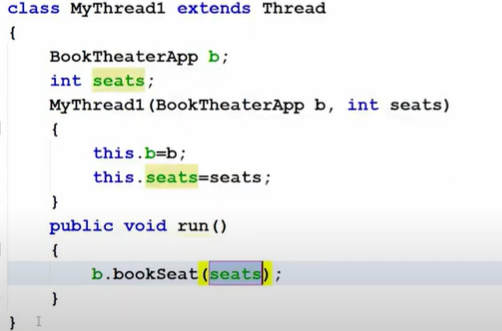 class MyThread1 extends Thread
{
    BookTheaterApp b;
    int seats;
    MyThread1(BookTheaterApp b, int seats)
    {
        this.b=b;
        this.seats=seats;
    }
    public void run()
    {
        b.bookSeat(seats);
    }
}